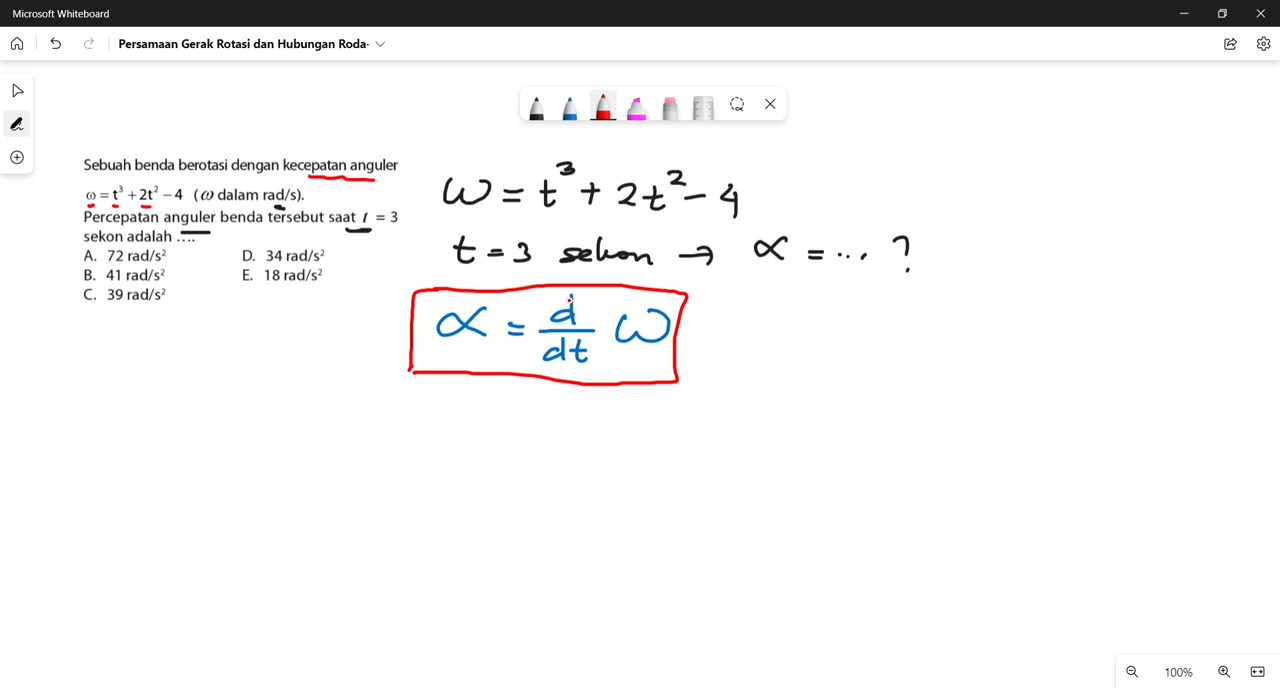 Microsoft Whiteboard
Persamaan Gerak Rotasi dan Hubungan Roda-
Sebuah benda berotasi dengan kecepatan anguler
ω = t³ + 2t² − 4 (ω dalam rad/s).
Percepatan anguler benda tersebut saat t = 3
sekon adalah ….
A. 72 rad/s²
D. 34 rad/s²
B. 41 rad/s²
E. 18 rad/s²
C. 39 rad/s²
ω = t³ + 2t² − 4
t = 3 sekon → α = ... ?
α = d/dt ω
100%